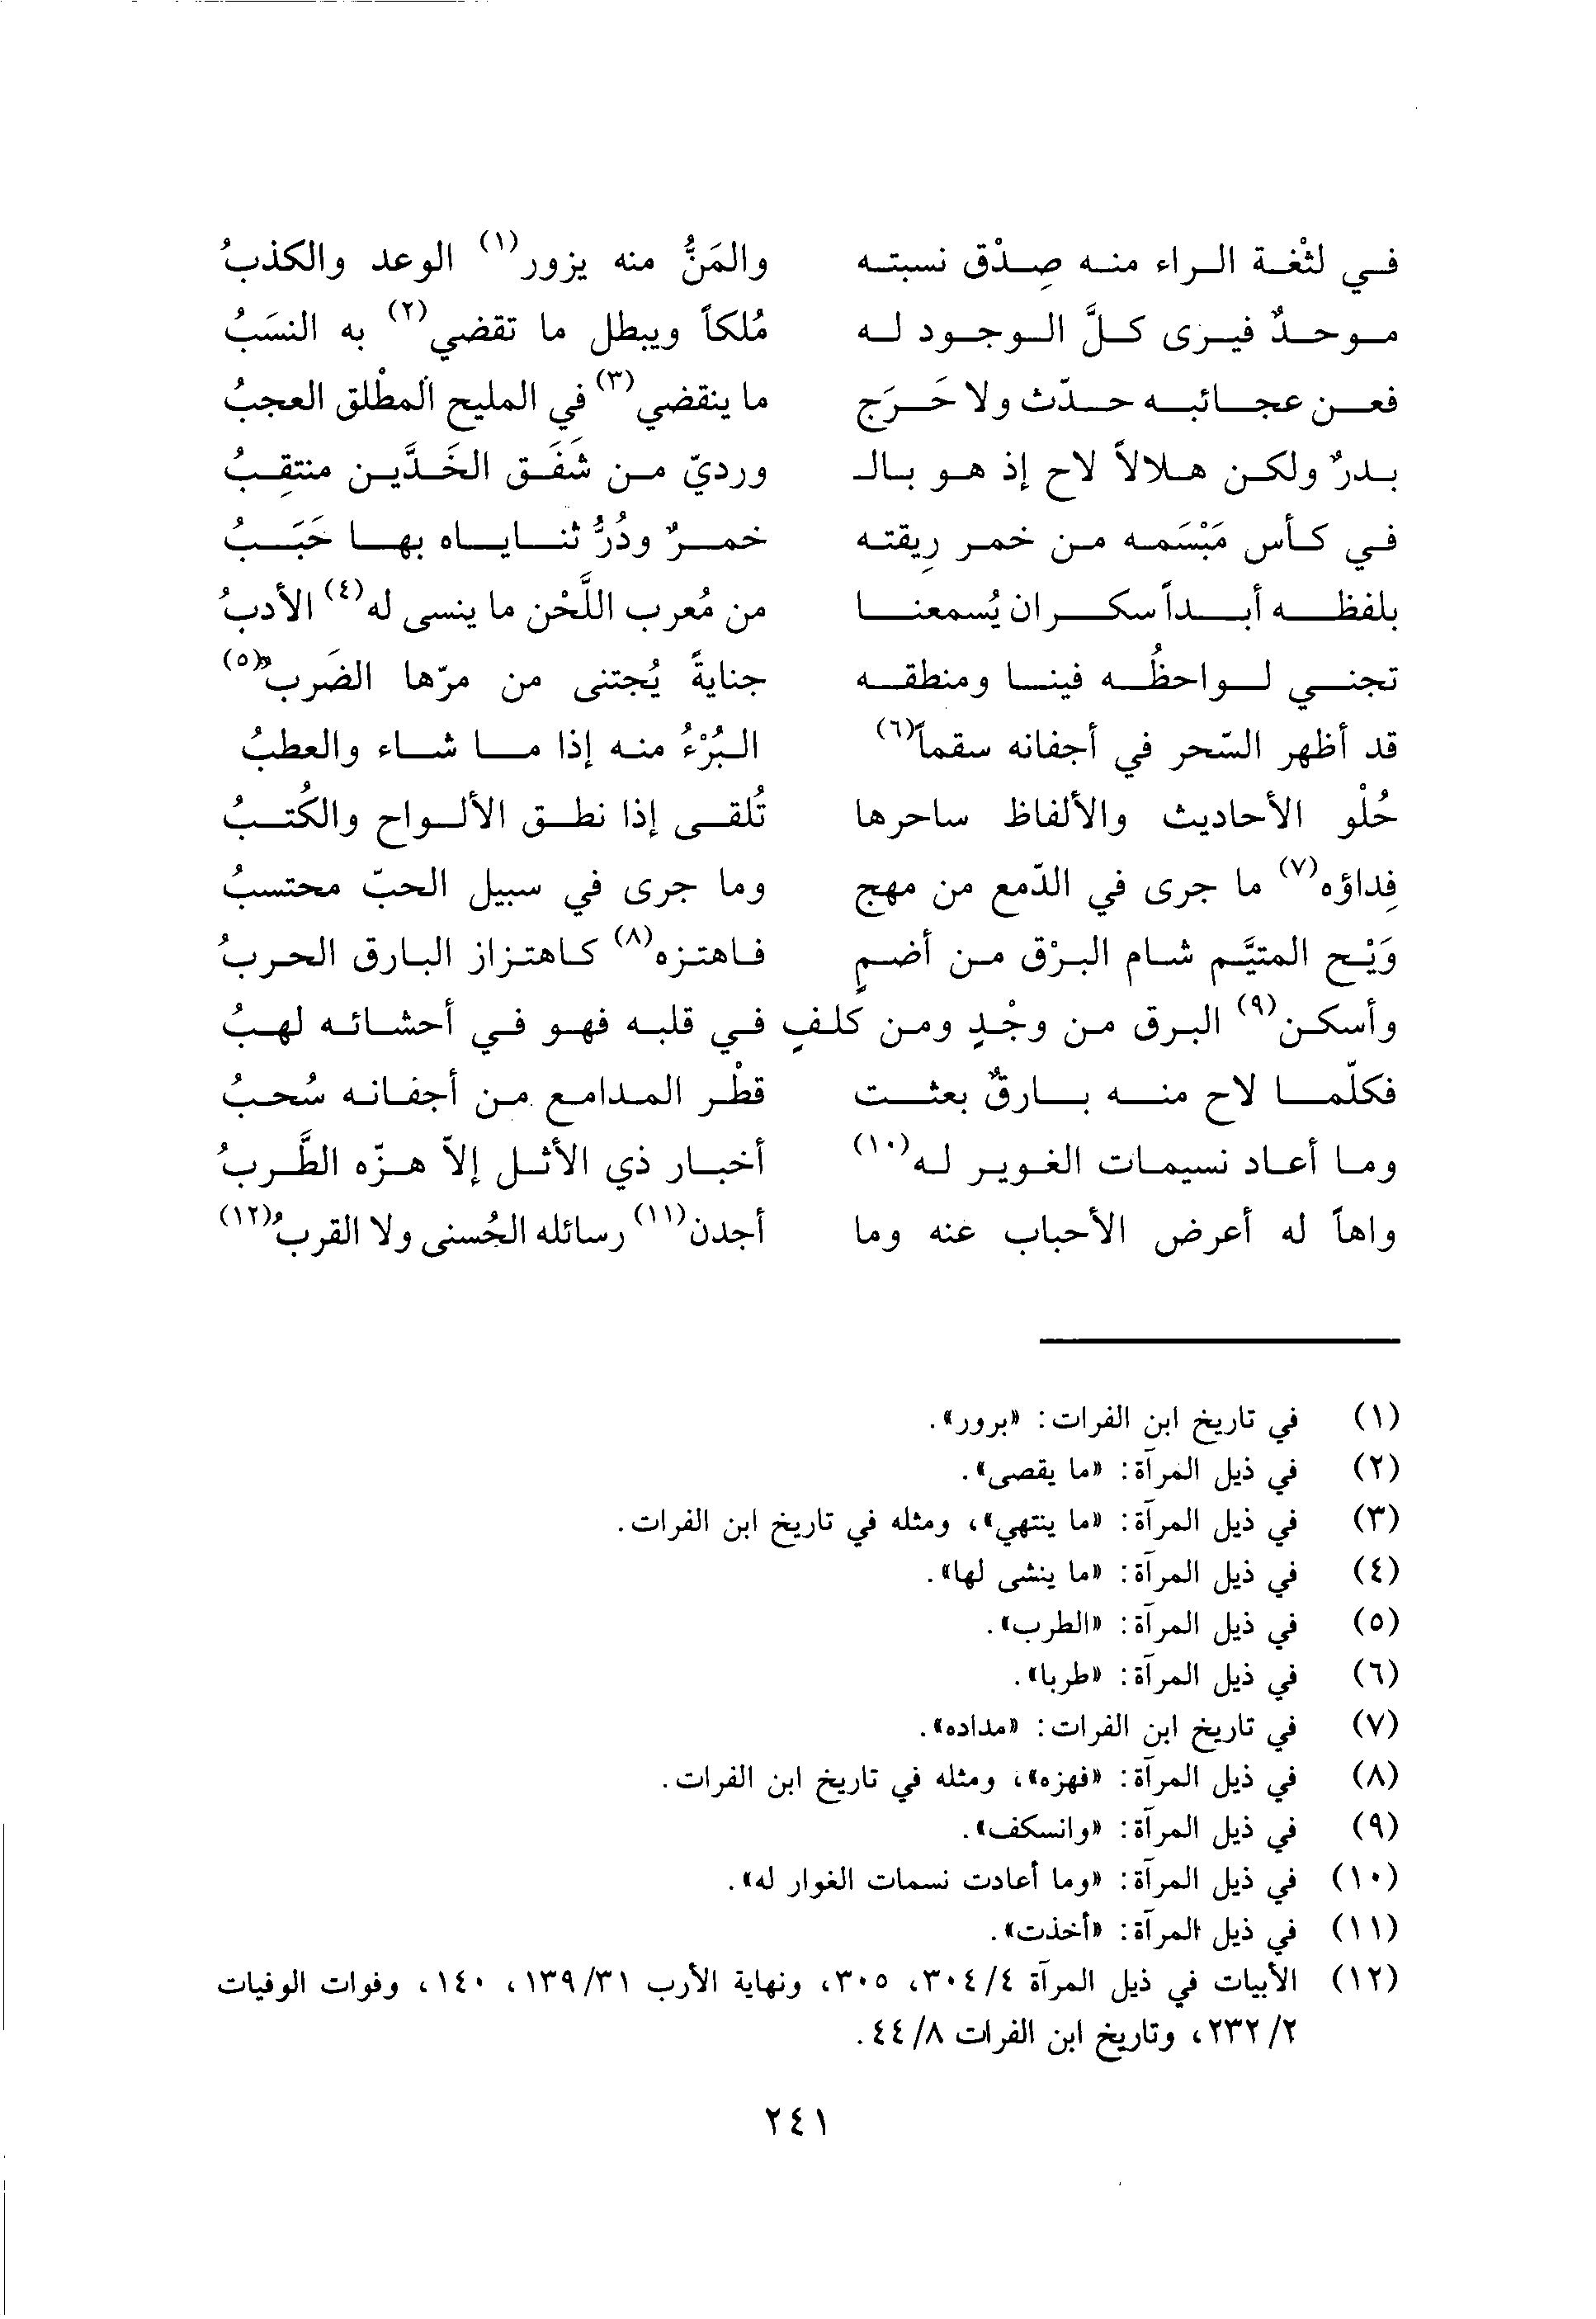 في لثْغة الراء منه صِدْق نسبته والمَنُّ منه يزور(١) الوعد والكذبُ
موحدٌ فيرى كلَّ الوجود له مُلكاً ويبطل ما تقضي(٢) به النسَبُ
فعن عجائبه حدّث ولا حَرَج ما ينقضي(٣) في المليح المطْلق العجبُ
بدرٌ ولكن هلالاً لاح إذ هو بالـ ورديّ من شَفَق الخَدَّين منتقِبُ
في كأس مَبْسَمه من خمر رِيقته خمرٌ ودُرُّ ثناياه بها حَبَبُ
بلفظه أبداً سكران يُسمعنا من مُعرب اللَّحْن ما ينسى له(٤) الأدبُ
تجني لواحظُه فينا ومنطقه جنايةً يُجتنى من مرّها الضَرب»(٥)
قد أظهر السّحر في أجفانه سقماً(٦) البُرْءُ منه إذا ما شاء والعطبُ
حُلْو الأحاديث والألفاظ ساحرها تُلقى إذا نطق الألواح والكُتبُ
فِداؤه(٧) ما جرى في الدّمع من مهج وما جرى في سبيل الحبّ محتسبُ
وَيْح المتيَّم شام البرْق من أضمٍ فاهتزه(٨) كاهتزاز البارق الحربُ
وأسكن(٩) البرق من وجْدٍ ومن كلفٍ في قلبه فهو في أحشائه لهبُ
فكلّما لاح منه بارقٌ بعثت قطْر المدامع من أجفانه سُحبُ
وما أعاد نسيمات الغوير له(١٠) أخبار ذي الأثل إلاّ هزّه الطَّربُ
واهاً له أعرض الأحباب عنه وما أجدن(١١) رسائله الحُسنى ولا القربُ(١٢)
(١) في تاريخ ابن الفرات: «برور».
(٢) في ذيل المرآة: «ما يقصى».
(٣) في ذيل المرآة: «ما ينتهي»، ومثله في تاريخ ابن الفرات.
(٤) في ذيل المرآة: «ما ينشى لها».
(٥) في ذيل المرآة: «الطرب».
(٦) في ذيل المرآة: «طربا».
(٧) في تاريخ ابن الفرات: «مداده».
(٨) في ذيل المرآة: «فهزه»، ومثله في تاريخ ابن الفرات.
(٩) في ذيل المرآة: «وانسكف».
(١٠) في ذيل المرآة: «وما أعادت نسمات الغوار له».
(١١) في ذيل المرآة: «أخذت».
(١٢) الأبيات في ذيل المرآة ٣٠٤/٤، ٣٠٥، ونهاية الأرب ١٣٩/٣١، ١٤٠، وفوات الوفيات
٢/ ٢٣٢، وتاريخ ابن الفرات ٤٤/٨.
٢٤١